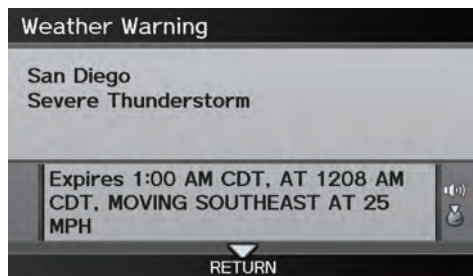 Weather Warning
San Diego
Severe Thunderstorm
Expires 1:00 AM CDT, AT 1208 AM
CDT, MOVING SOUTHEAST AT 25
MPH
RETURN